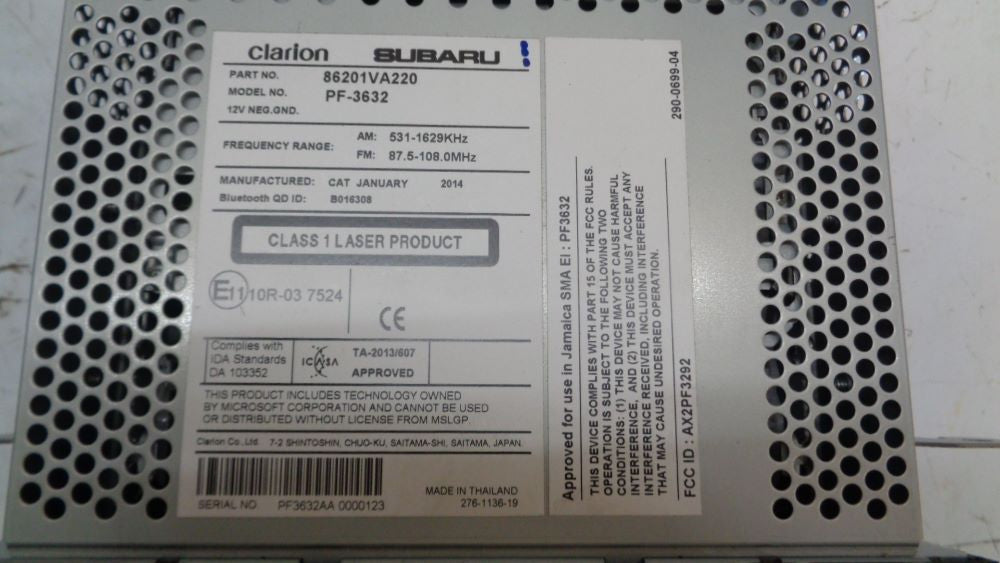 clarion SUBARU
PART NO. 86201VA220
MODEL NO. PF-3632
12V NEG.GND.
FREQUENCY RANGE: AM: 531-1629KHz
FM: 87.5-108.0MHz
MANUFACTURED: CAT JANUARY 2014
Bluetooth QD ID: B016308
CLASS 1 LASER PRODUCT
E11 10R-03 7524
CE
Complies with
IDA Standards
DA 103352
ICASA
TA-2013/607
APPROVED
THIS PRODUCT INCLUDES TECHNOLOGY OWNED
BY MICROSOFT CORPORATION AND CANNOT BE USED
OR DISTRIBUTED WITHOUT LICENSE FROM MSLGP.
Clarion Co., Ltd. 7-2 SHINTOSHIN, CHUO-KU, SAITAMA-SHI, SAITAMA, JAPAN.
SERIAL NO PF3632AA 0000123
MADE IN THAILAND
276-1136-19
290-0699-04
Approved for use in Jamaica SMA EI : PF3632
THIS DEVICE COMPLIES WITH PART 15 OF THE FCC RULES.
OPERATION IS SUBJECT TO THE FOLLOWING TWO
CONDITIONS: (1) THIS DEVICE MAY NOT CAUSE HARMFUL
INTERFERENCE, AND (2) THIS DEVICE MUST ACCEPT ANY
INTERFERENCE RECEIVED, INCLUDING INTERFERENCE
THAT MAY CAUSE UNDESIRED OPERATION.
FCC ID : AX2PF3292